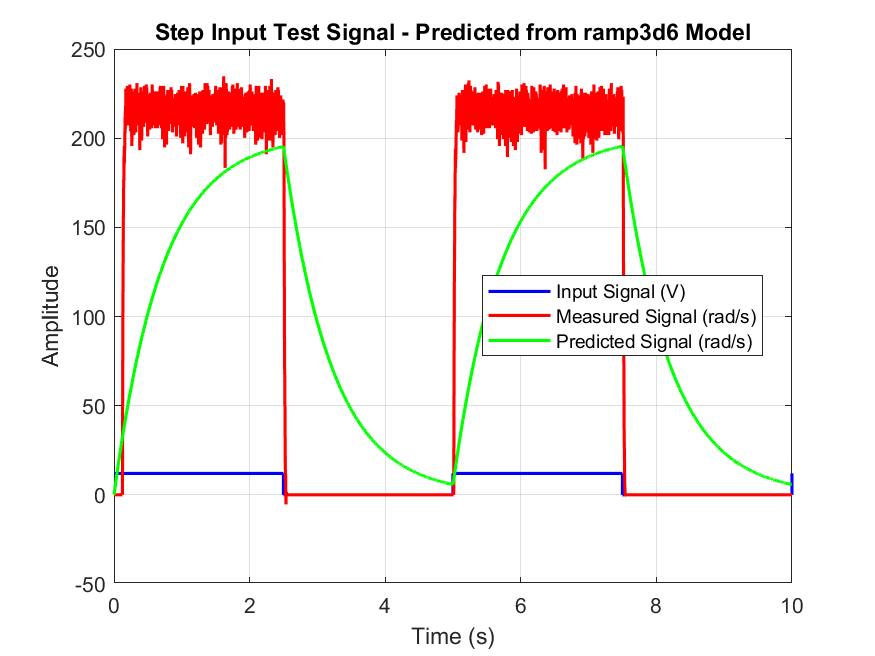 Step Input Test Signal - Predicted from ramp3d6 Model
250
200
150
100
50
0
-50
Amplitude
Input Signal (V)
Measured Signal (rad/s)
Predicted Signal (rad/s)
0 2 4 6 8 10
Time (s)